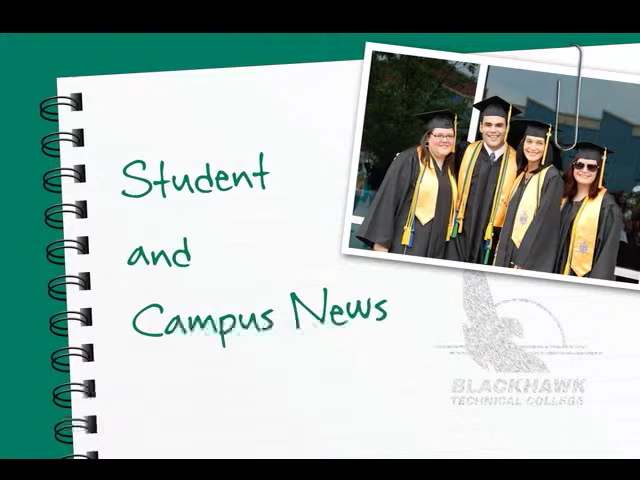 Student
and
Campus News
BLACKHAWK
TECHNICAL COLLEGE